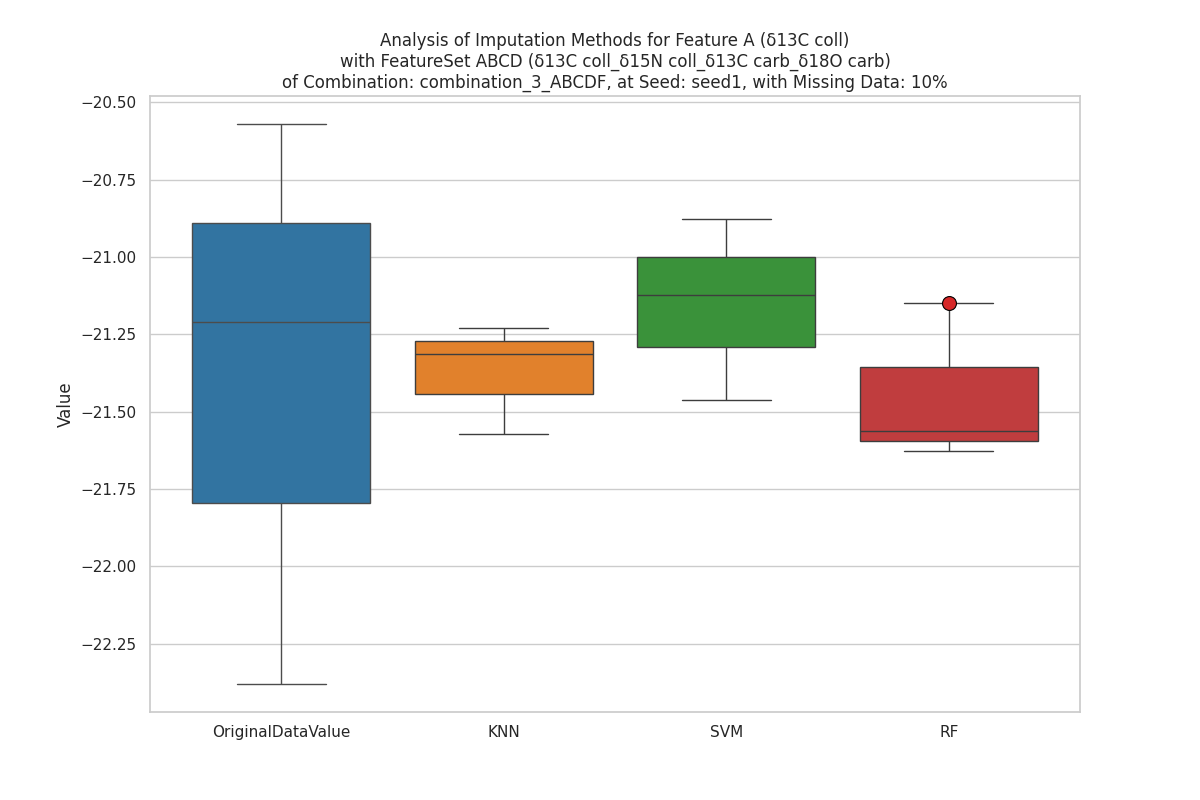 Analysis of Imputation Methods for Feature A (δ13C coll)
with FeatureSet ABCD (δ13C coll_δ15N coll_δ13C carb_δ18O carb)
of Combination: combination_3_ABCDF, at Seed: seed1, with Missing Data: 10%
−20.50
−20.75
−21.00
−21.25
−21.50
−21.75
−22.00
−22.25
Value
OriginalDataValue
KNN
SVM
RF